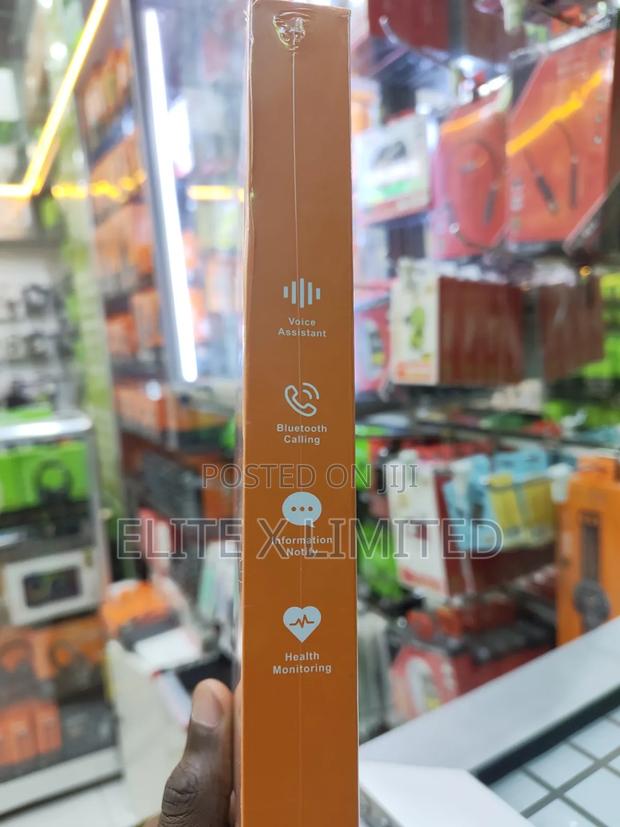 Voice
Assistant
Bluetooth
Calling
POSTED ON JIJI
ELITE X LIMITED
Information
Notify
Health
Monitoring